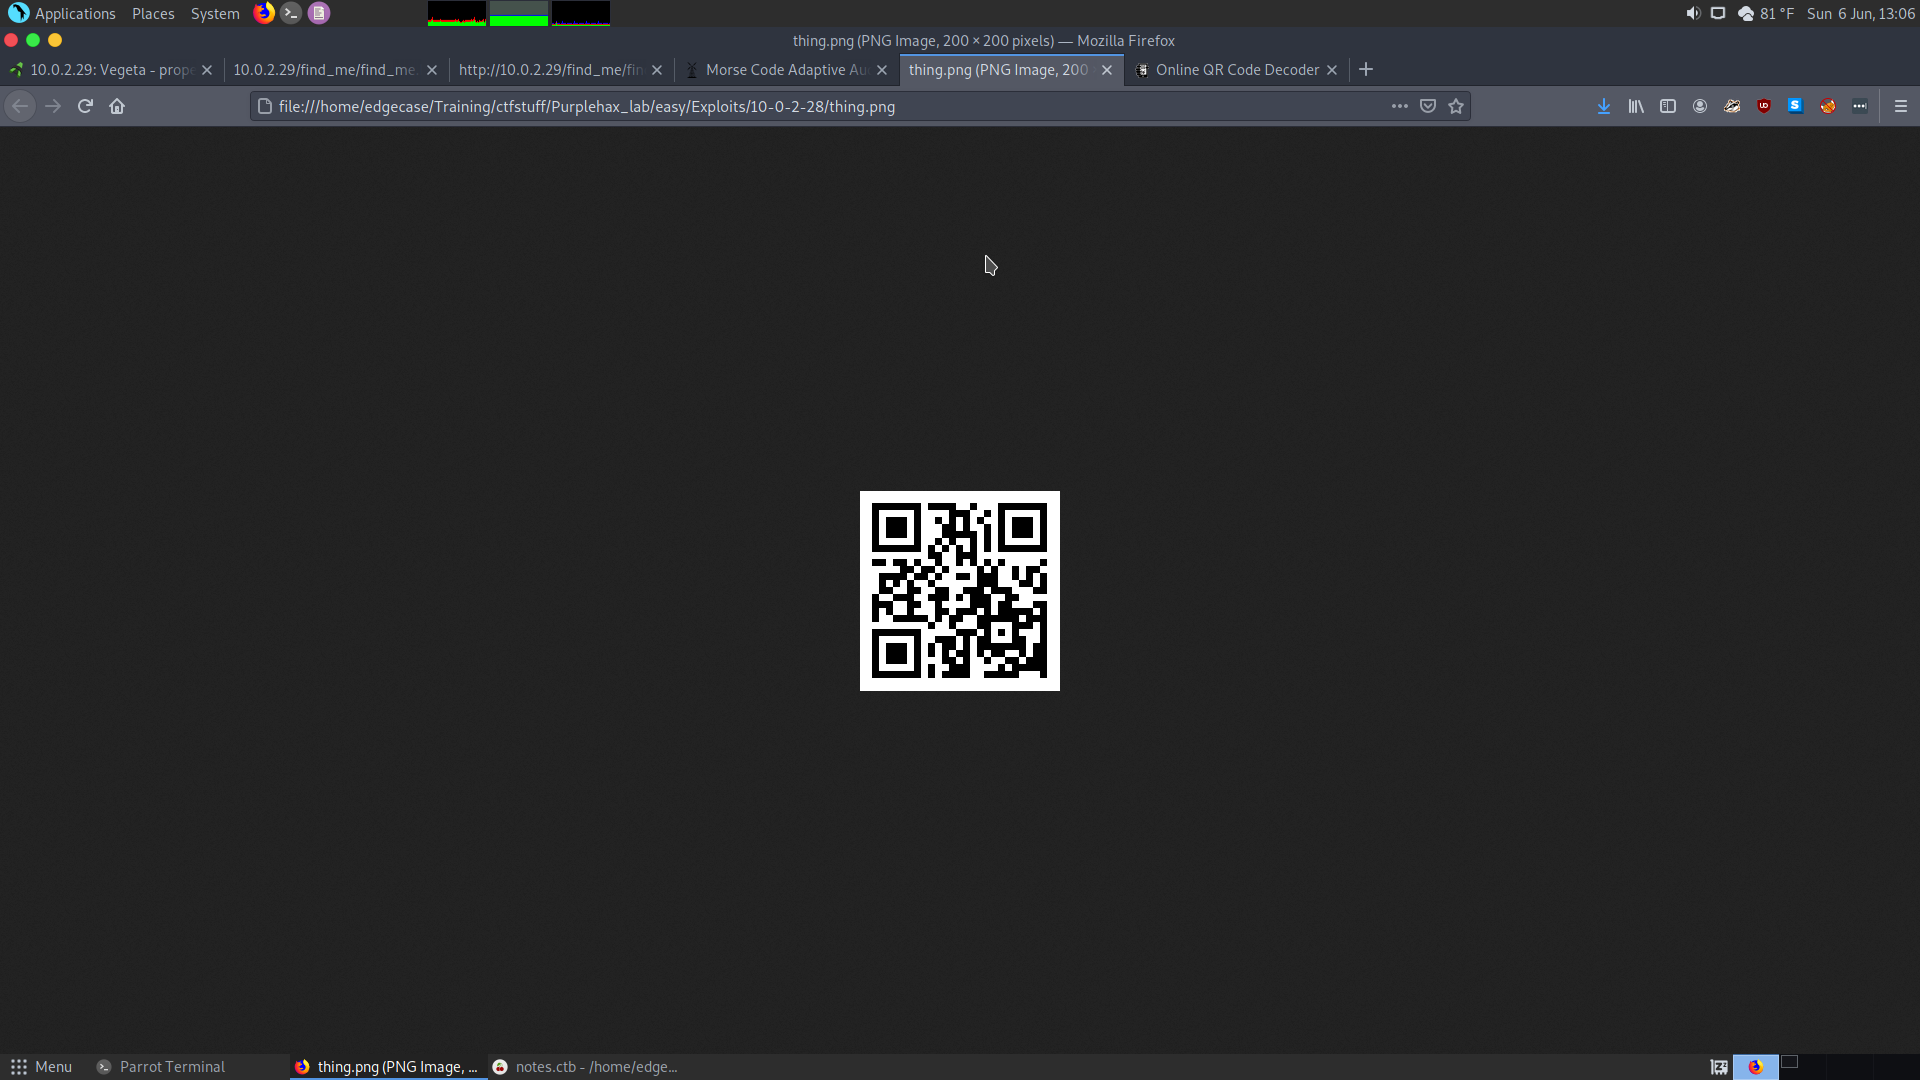 Applications Places System 81 °F Sun 6 Jun, 13:06
thing.png (PNG Image, 200 × 200 pixels) — Mozilla Firefox
10.0.2.29: Vegeta - prope 10.0.2.29/find_me/find_me. http://10.0.2.29/find_me/fin Morse Code Adaptive Au thing.png (PNG Image, 200 Online QR Code Decoder
file:///home/edgecase/Training/ctfstuff/Purplehax_lab/easy/Exploits/10-0-2-28/thing.png
Menu Parrot Terminal thing.png (PNG Image, ... notes.ctb - /home/edge...